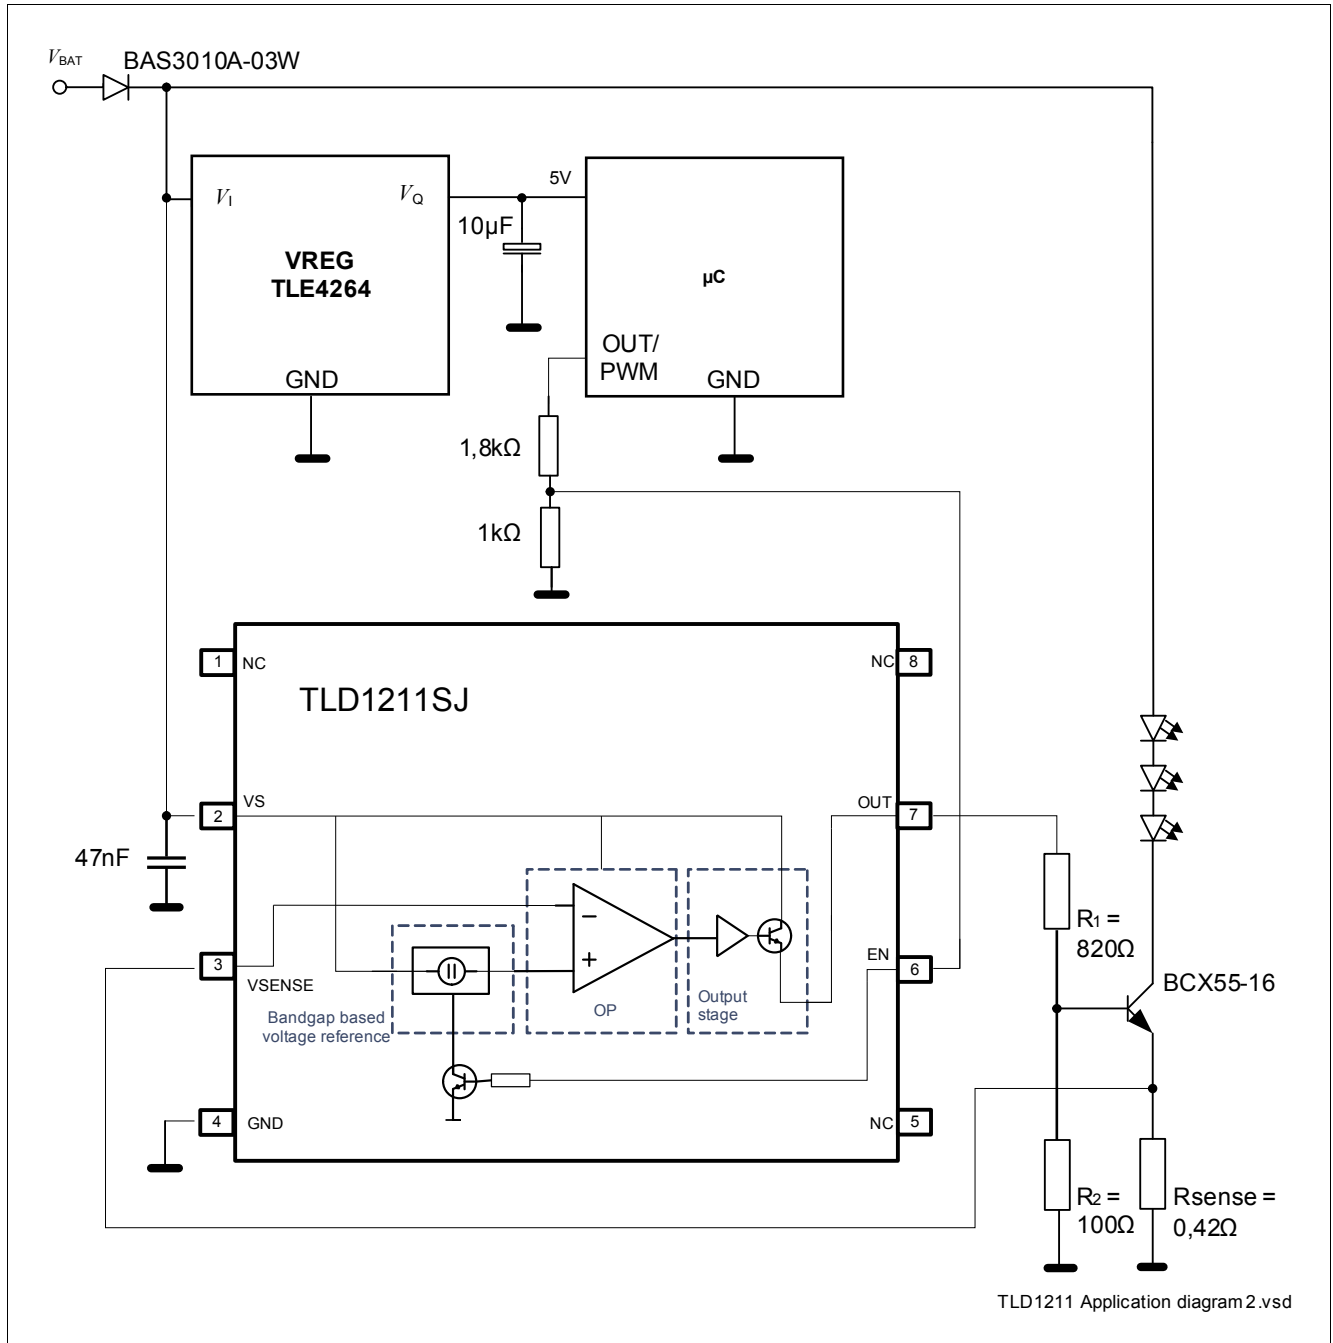 VBAT
BAS3010A-03W
VI
VQ
VREG
TLE4264
GND
10µF
5V
µC
OUT/
PWM
GND
1,8kΩ
1kΩ
1
NC
NC
8
TLD1211SJ
2
VS
OUT
7
47nF
3
VSENSE
EN
6
Bandgap based
voltage reference
OP
Output
stage
R1 =
820Ω
BCX55-16
4
GND
NC
5
R2 =
100Ω
Rsense =
0,42Ω
TLD1211 Application diagram2.vsd